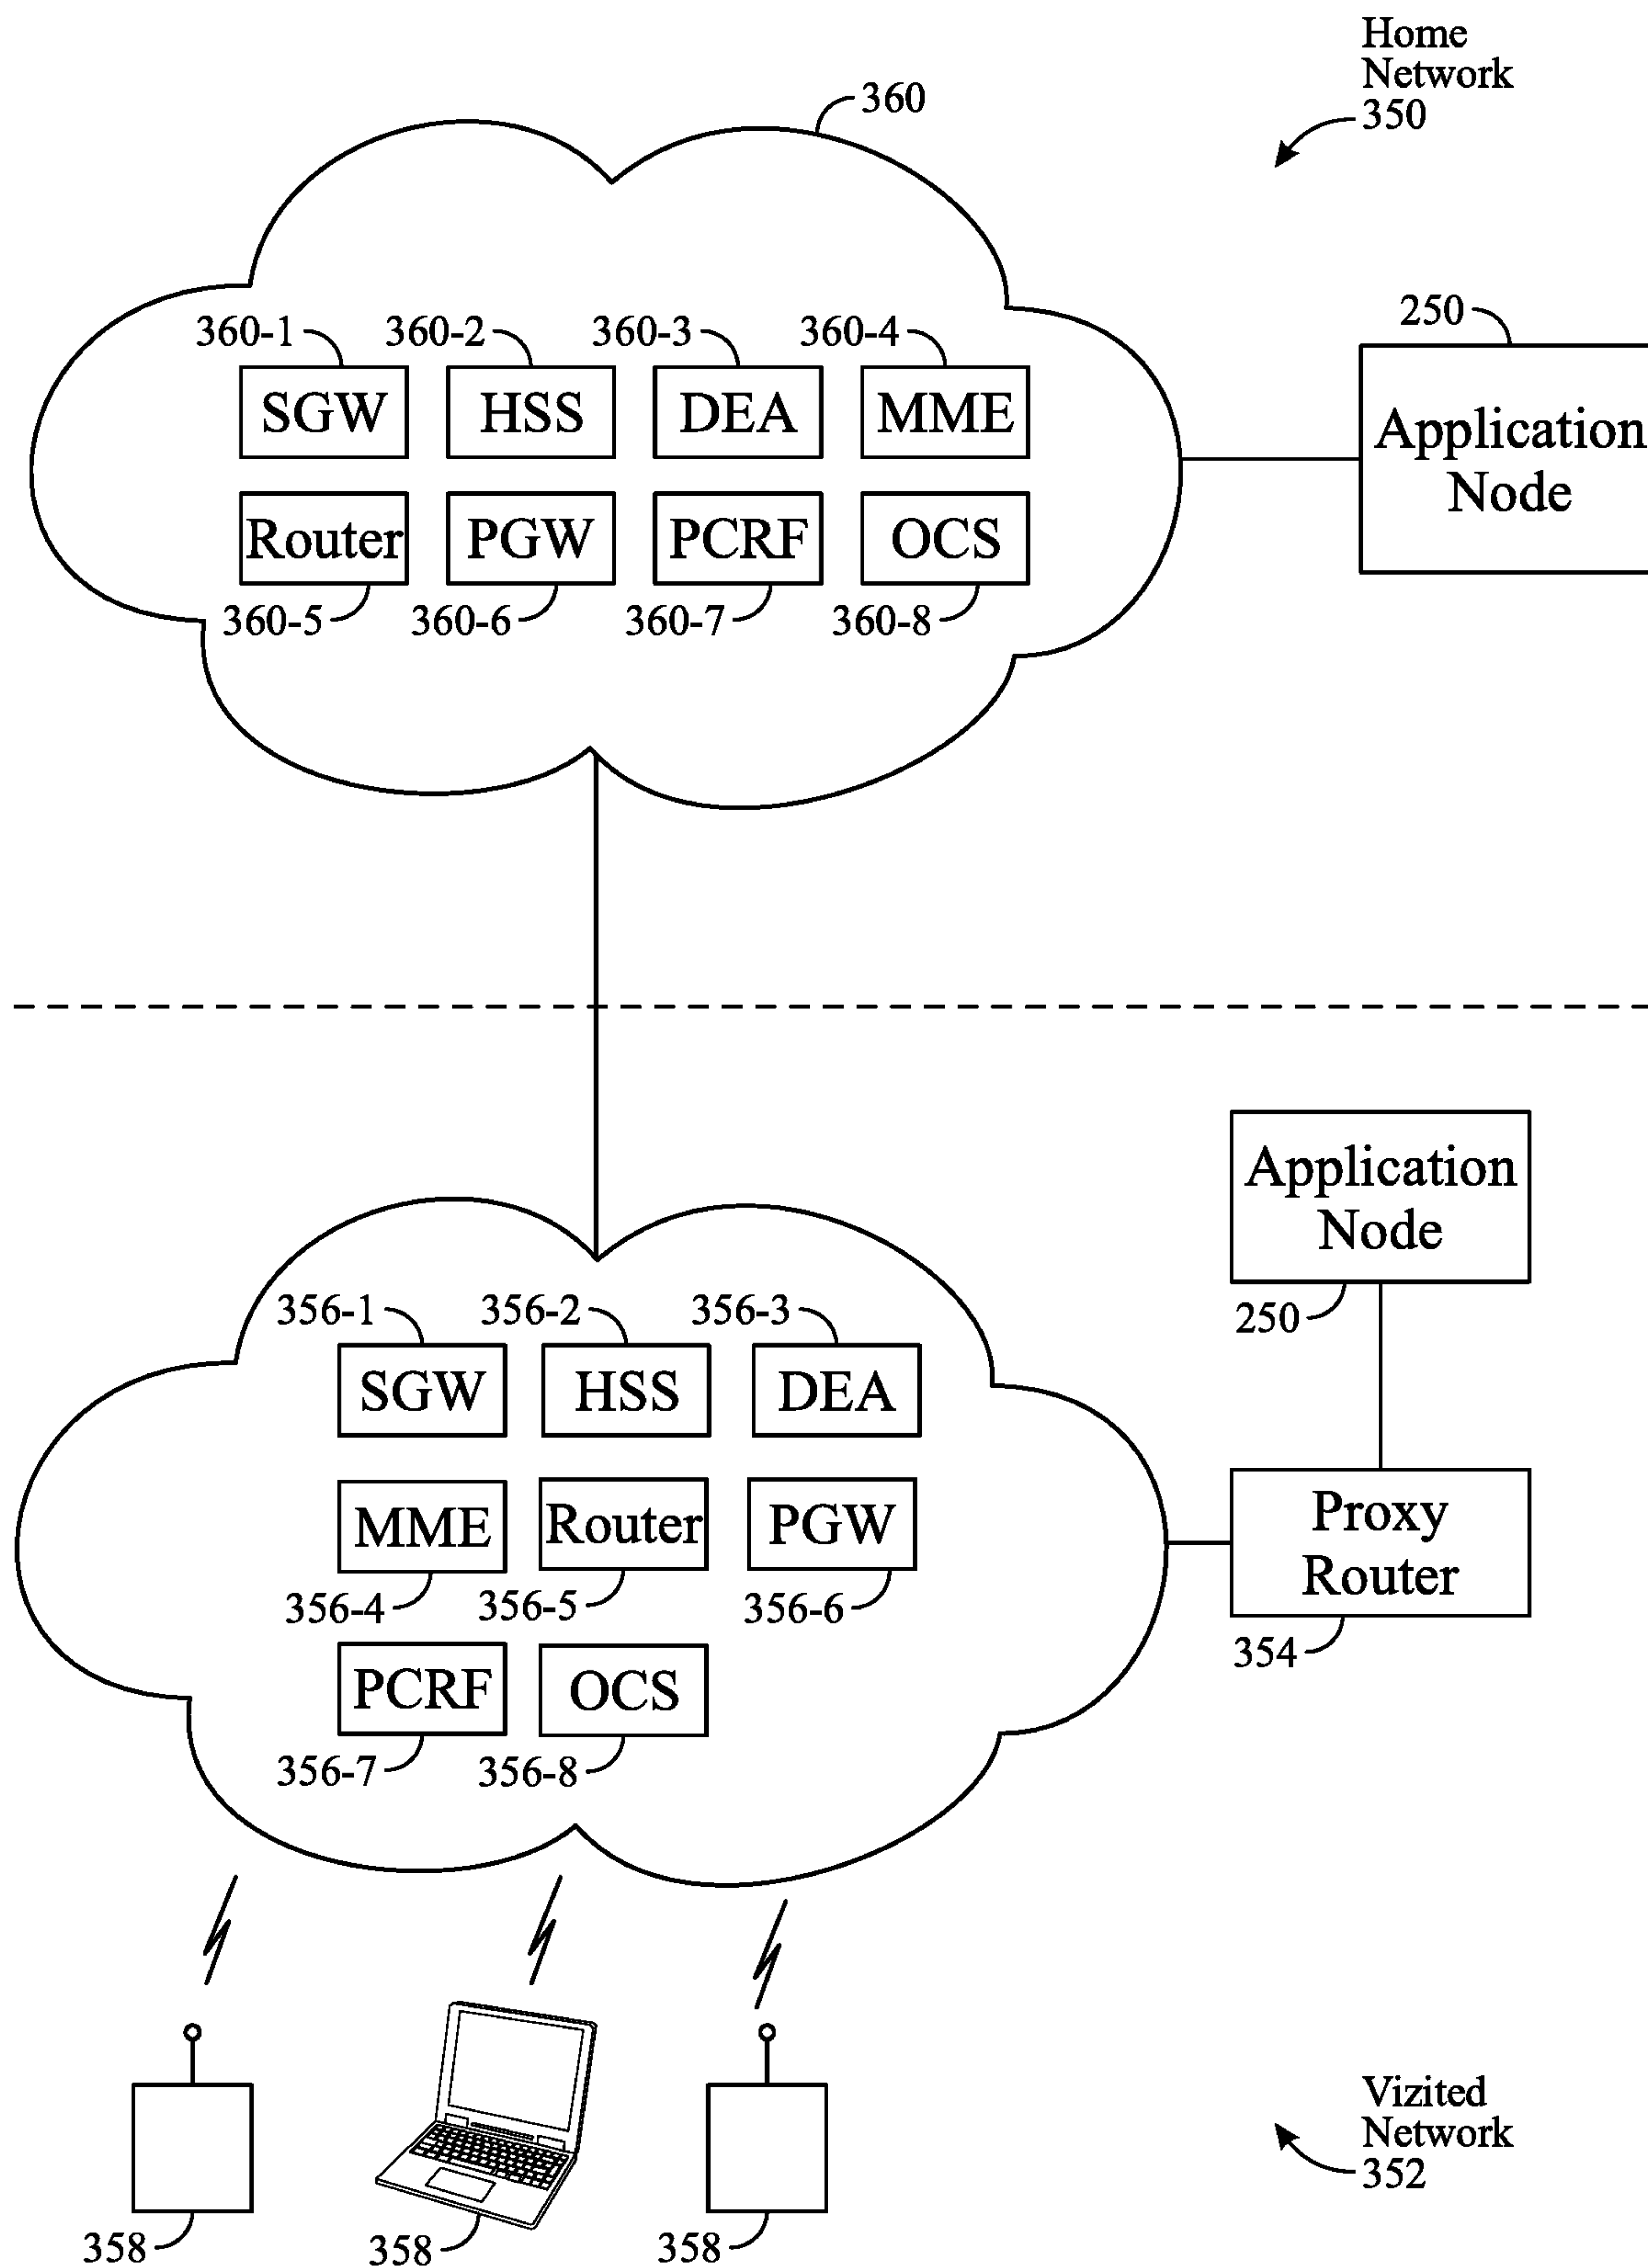 Home
Network
350
360
250
360-1
360-2
360-3
360-4
SGW
HSS
DEA
MME
Application
Node
Router
PGW
PCRF
OCS
360-5
360-6
360-7
360-8
Application
Node
250
356-1
356-2
356-3
SGW
HSS
DEA
MME
Router
PGW
356-4
356-5
356-6
Proxy
Router
354
PCRF
OCS
356-7
356-8
Vizited
Network
352
358
358
358